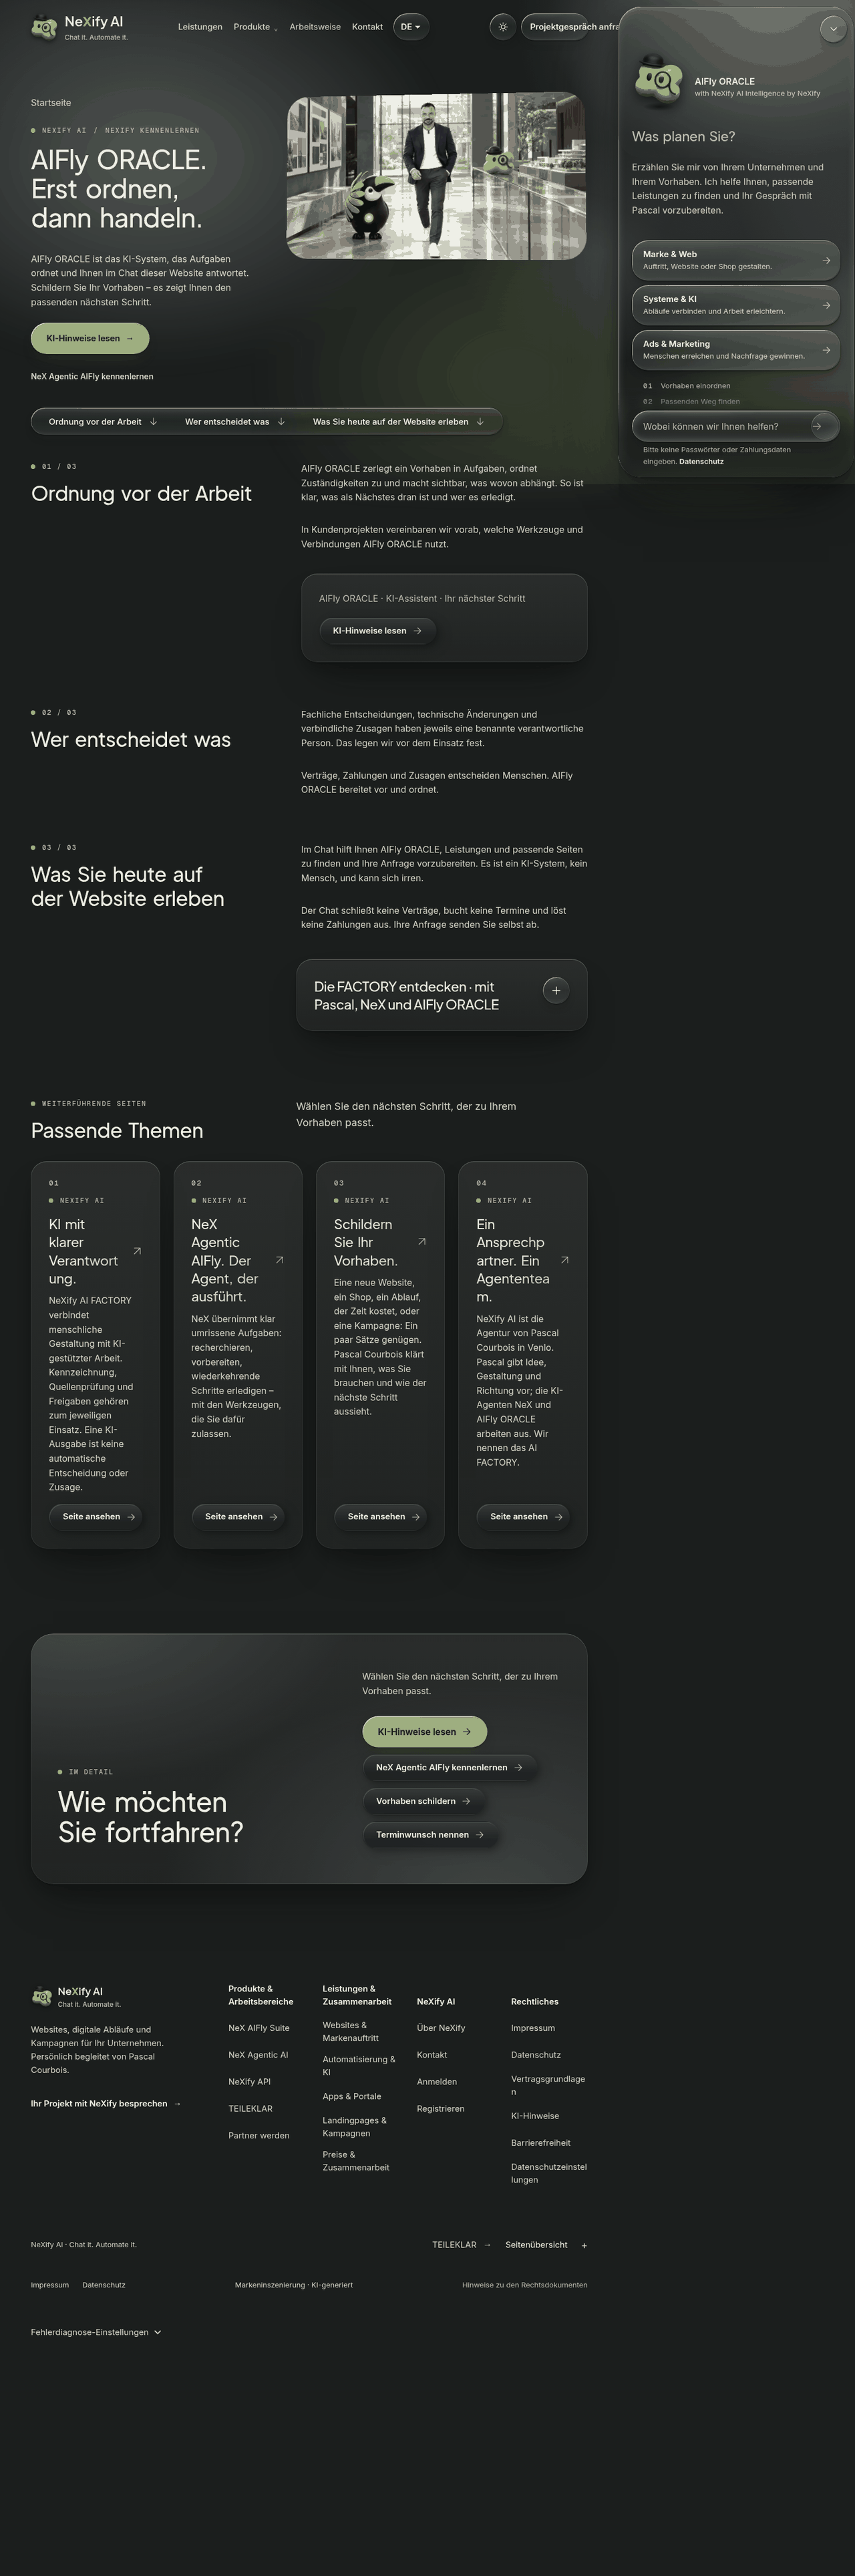 NeXify AI
Chat it. Automate it.
Leistungen
Produkte
Arbeitsweise
Kontakt
DE
Projektgespräch anfra
Startseite
NEXIFY AI / NEXIFY KENNENLERNEN
AIFly ORACLE.
Erst ordnen,
dann handeln.
AIFly ORACLE ist das KI-System, das Aufgaben
ordnet und Ihnen im Chat dieser Website antwortet.
Schildern Sie Ihr Vorhaben – es zeigt Ihnen den
passenden nächsten Schritt.
KI-Hinweise lesen →
NeX Agentic AIFly kennenlernen
Ordnung vor der Arbeit ↓
Wer entscheidet was ↓
Was Sie heute auf der Website erleben ↓
AIFly ORACLE
with NeXify AI Intelligence by NeXify
Was planen Sie?
Erzählen Sie mir von Ihrem Unternehmen und
Ihrem Vorhaben. Ich helfe Ihnen, passende
Leistungen zu finden und Ihr Gespräch mit
Pascal vorzubereiten.
Marke & Web
Auftritt, Website oder Shop gestalten.
Systeme & KI
Abläufe verbinden und Arbeit erleichtern.
Ads & Marketing
Menschen erreichen und Nachfrage gewinnen.
01 Vorhaben einordnen
02 Passenden Weg finden
Wobei können wir Ihnen helfen?
Bitte keine Passwörter oder Zahlungsdaten
eingeben. Datenschutz
01 / 03
Ordnung vor der Arbeit
AIFly ORACLE zerlegt ein Vorhaben in Aufgaben, ordnet
Zuständigkeiten zu und macht sichtbar, was wovon abhängt. So ist
klar, was als Nächstes dran ist und wer es erledigt.
In Kundenprojekten vereinbaren wir vorab, welche Werkzeuge und
Verbindungen AIFly ORACLE nutzt.
AIFly ORACLE · KI-Assistent · Ihr nächster Schritt
KI-Hinweise lesen →
02 / 03
Wer entscheidet was
Fachliche Entscheidungen, technische Änderungen und
verbindliche Zusagen haben jeweils eine benannte verantwortliche
Person. Das legen wir vor dem Einsatz fest.
Verträge, Zahlungen und Zusagen entscheiden Menschen. AIFly
ORACLE bereitet vor und ordnet.
03 / 03
Was Sie heute auf
der Website erleben
Im Chat hilft Ihnen AIFly ORACLE, Leistungen und passende Seiten
zu finden und Ihre Anfrage vorzubereiten. Es ist ein KI-System, kein
Mensch, und kann sich irren.
Der Chat schließt keine Verträge, bucht keine Termine und löst
keine Zahlungen aus. Ihre Anfrage senden Sie selbst ab.
Die FACTORY entdecken · mit
Pascal, NeX und AIFly ORACLE
+
WEITERFÜHRENDE SEITEN
Passende Themen
Wählen Sie den nächsten Schritt, der zu Ihrem
Vorhaben passt.
01
NEXIFY AI
KI mit
klarer
Verantwort
ung.
NeXify AI FACTORY
verbindet
menschliche
Gestaltung mit KI-
gestützter Arbeit.
Kennzeichnung,
Quellenprüfung und
Freigaben gehören
zum jeweiligen
Einsatz. Eine KI-
Ausgabe ist keine
automatische
Entscheidung oder
Zusage.
Seite ansehen →
02
NEXIFY AI
NeX
Agentic
AIFly. Der
Agent, der
ausführt.
NeX übernimmt klar
umrissene Aufgaben:
recherchieren,
vorbereiten,
wiederkehrende
Schritte erledigen –
mit den Werkzeugen,
die Sie dafür
zulassen.
Seite ansehen →
03
NEXIFY AI
Schildern
Sie Ihr
Vorhaben.
Eine neue Website,
ein Shop, ein Ablauf,
der Zeit kostet, oder
eine Kampagne: Ein
paar Sätze genügen.
Pascal Courbois klärt
mit Ihnen, was Sie
brauchen und wie der
nächste Schritt
aussieht.
Seite ansehen →
04
NEXIFY AI
Ein
Ansprechp
artner. Ein
Agententea
m.
NeXify AI ist die
Agentur von Pascal
Courbois in Venlo.
Pascal gibt Idee,
Gestaltung und
Richtung vor; die KI-
Agenten NeX und
AIFly ORACLE
arbeiten aus. Wir
nennen das AI
FACTORY.
Seite ansehen →
IM DETAIL
Wie möchten
Sie fortfahren?
Wählen Sie den nächsten Schritt, der zu Ihrem
Vorhaben passt.
KI-Hinweise lesen →
NeX Agentic AIFly kennenlernen →
Vorhaben schildern →
Terminwunsch nennen →
NeXify AI
Chat it. Automate it.
Websites, digitale Abläufe und
Kampagnen für Ihr Unternehmen.
Persönlich begleitet von Pascal
Courbois.
Ihr Projekt mit NeXify besprechen →
Produkte &
Arbeitsbereiche
NeX AIFly Suite
NeX Agentic AI
NeXify API
TEILEKLAR
Partner werden
Leistungen &
Zusammenarbeit
Websites &
Markenauftritt
Automatisierung &
KI
Apps & Portale
Landingpages &
Kampagnen
Preise &
Zusammenarbeit
NeXify AI
Über NeXify
Kontakt
Anmelden
Registrieren
Rechtliches
Impressum
Datenschutz
Vertragsgrundlage
n
KI-Hinweise
Barrierefreiheit
Datenschutzeinstel
lungen
NeXify AI · Chat it. Automate it.
TEILEKLAR →
Seitenübersicht +
Impressum
Datenschutz
Markeninszenierung · KI-generiert
Hinweise zu den Rechtsdokumenten
Fehlerdiagnose-Einstellungen